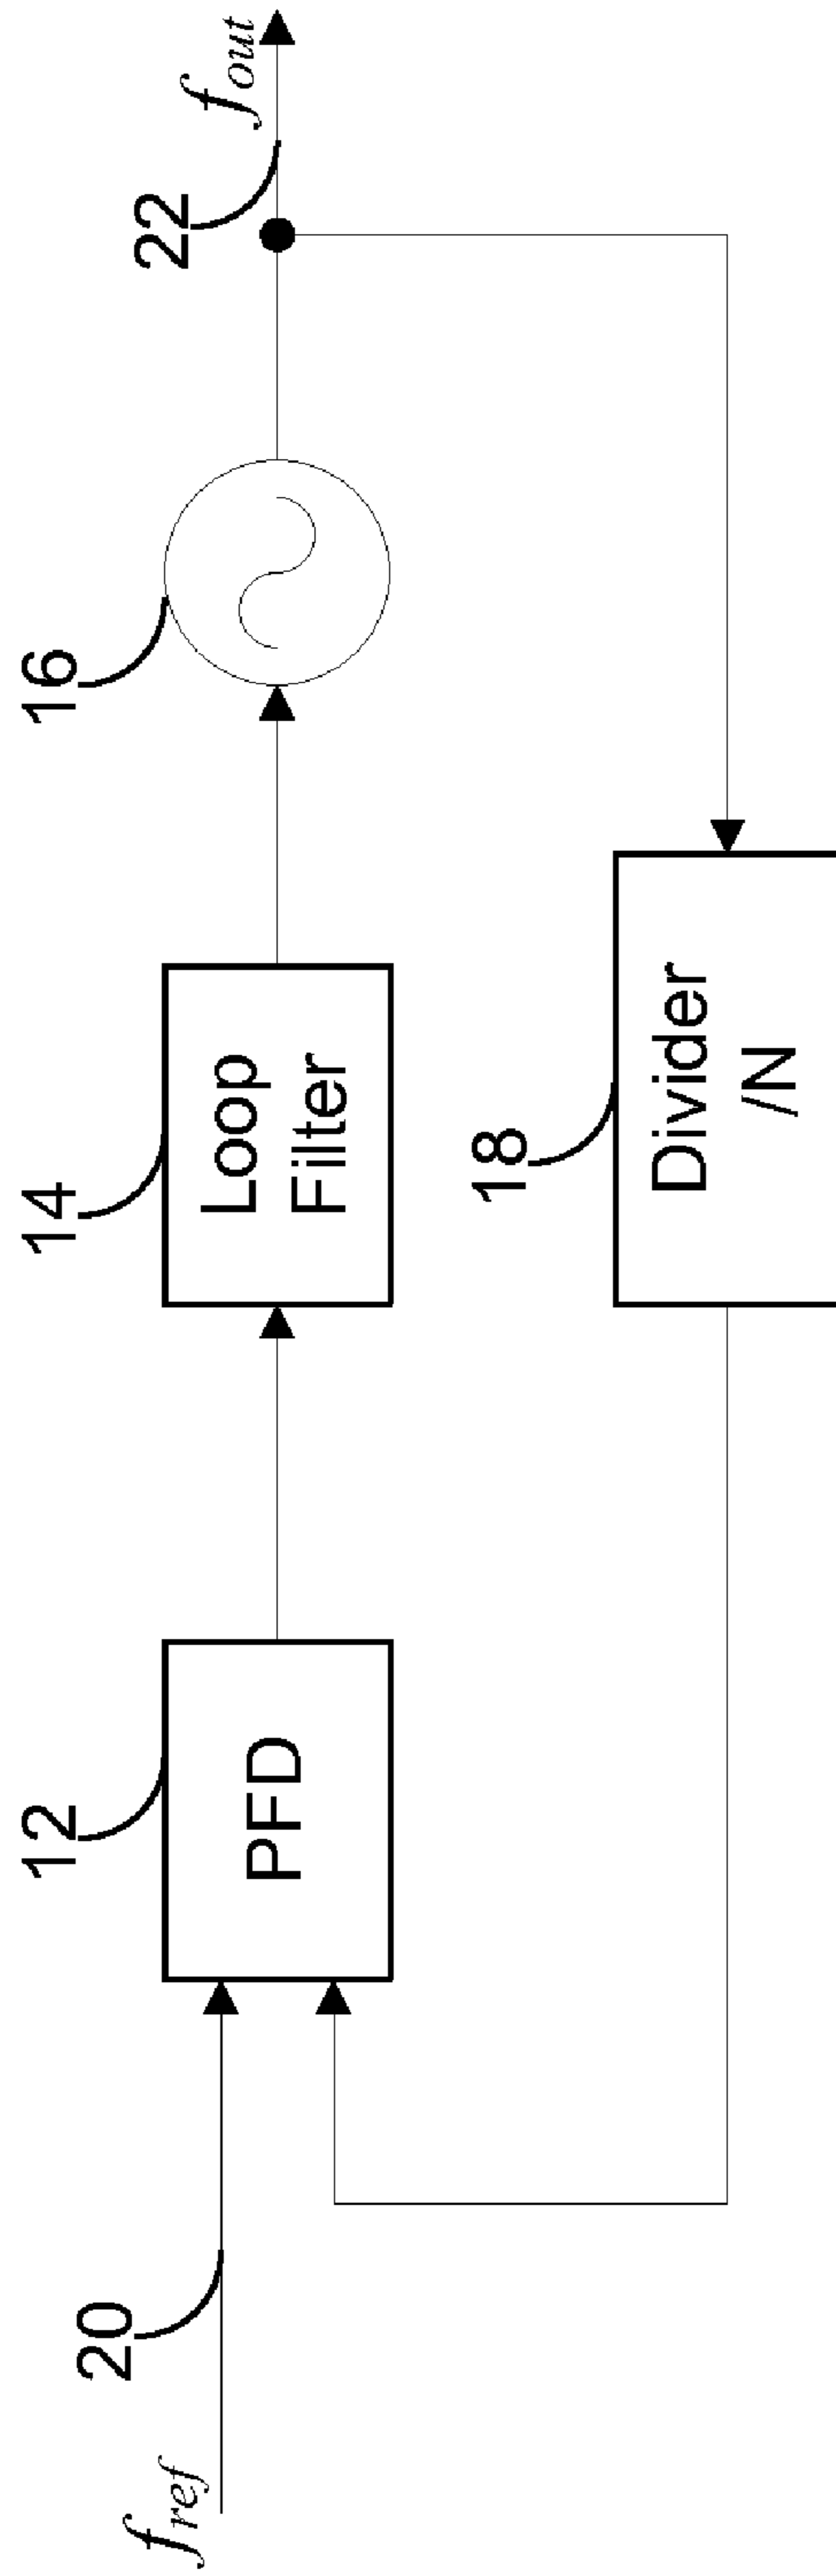 f_ref
20
12
PFD
14
Loop
Filter
16
22
f_out
18
Divider
/N